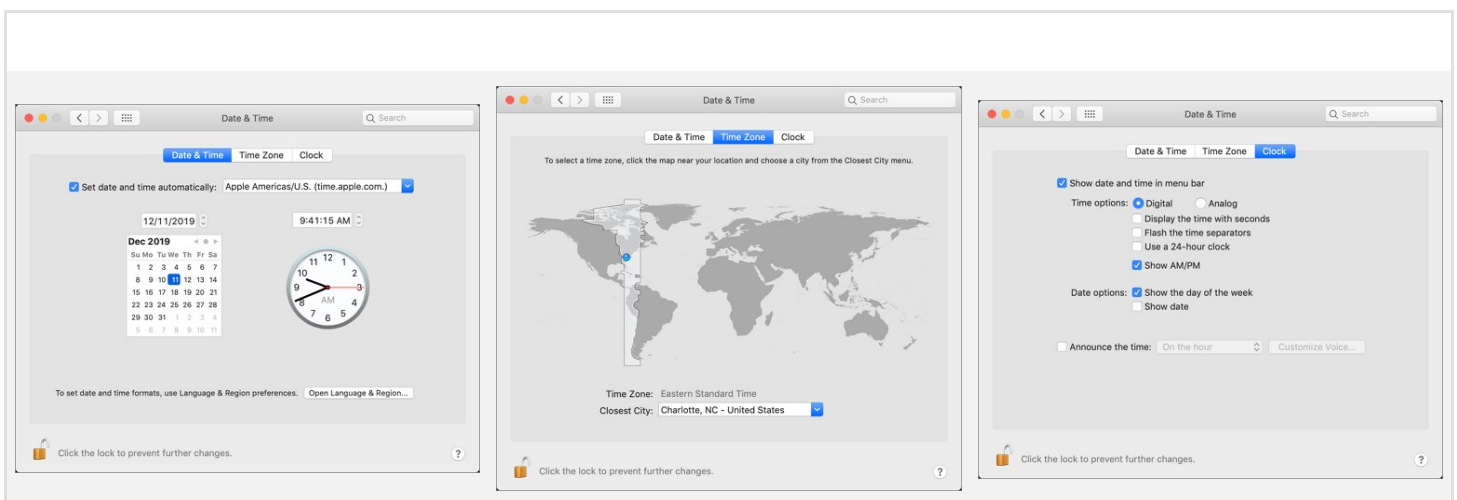 Date & Time
Search
Date & Time Time Zone Clock
Set date and time automatically: Apple Americas/U.S. (time.apple.com.)
12/11/2019
9:41:15 AM
Dec 2019
Su Mo Tu We Th Fr Sa
1 2 3 4 5 6 7
8 9 10 11 12 13 14
15 16 17 18 19 20 21
22 23 24 25 26 27 28
29 30 31 1 2 3 4
5 6 7 8 9 10 11
12 1 2 3 4 5 6 7 8 9 10 11
AM
To set date and time formats, use Language & Region preferences. Open Language & Region...
Click the lock to prevent further changes.
?
Date & Time
Search
Date & Time Time Zone Clock
To select a time zone, click the map near your location and choose a city from the Closest City menu.
Time Zone: Eastern Standard Time
Closest City: Charlotte, NC - United States
Click the lock to prevent further changes.
?
Date & Time
Search
Date & Time Time Zone Clock
Show date and time in menu bar
Time options: Digital Analog
Display the time with seconds
Flash the time separators
Use a 24-hour clock
Show AM/PM
Date options: Show the day of the week
Show date
Announce the time: On the hour Customize Voice...
Click the lock to prevent further changes.
?